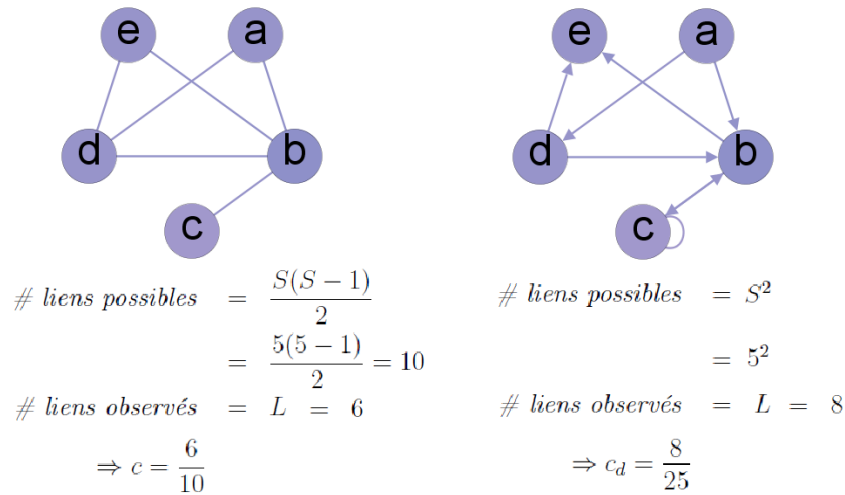 e a
d b
c
# liens possibles = S(S − 1)/2
= 5(5 − 1)/2 = 10
# liens observés = L = 6
⇒ c = 6/10
e a
d b
c
# liens possibles = S²
= 5²
# liens observés = L = 8
⇒ c_d = 8/25